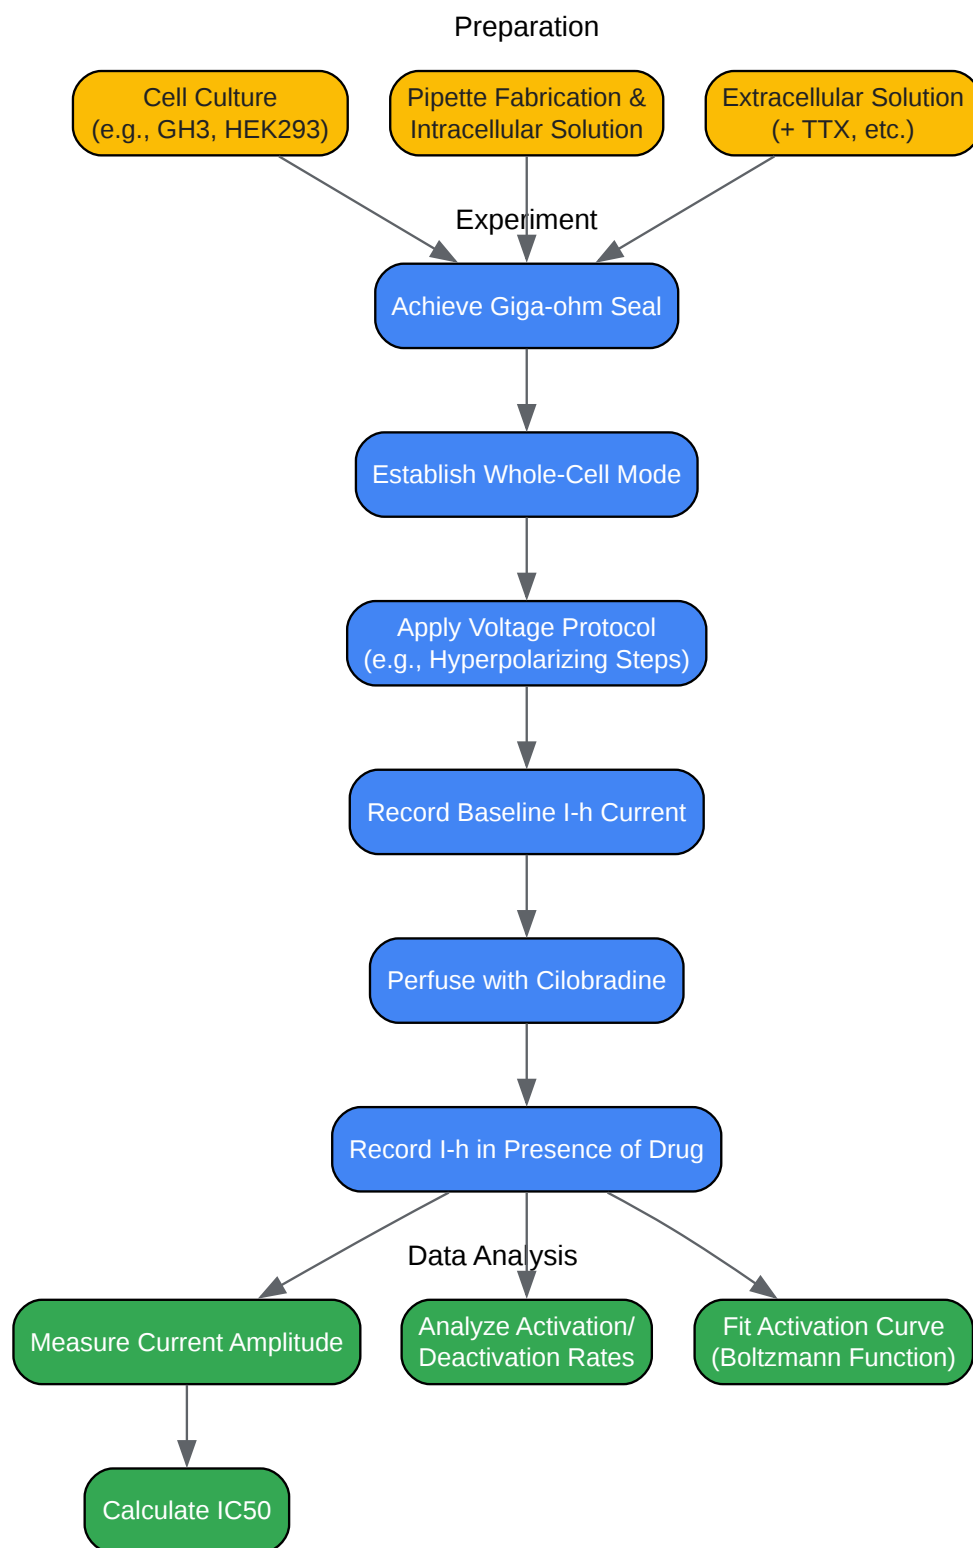 Preparation
Cell Culture
(e.g., GH3, HEK293)
Pipette Fabrication &
Intracellular Solution
Extracellular Solution
(+ TTX, etc.)
Experiment
Achieve Giga-ohm Seal
Establish Whole-Cell Mode
Apply Voltage Protocol
(e.g., Hyperpolarizing Steps)
Record Baseline I-h Current
Perfuse with Cilobradine
Record I-h in Presence of Drug
Data Analysis
Measure Current Amplitude
Analyze Activation/
Deactivation Rates
Fit Activation Curve
(Boltzmann Function)
Calculate IC50